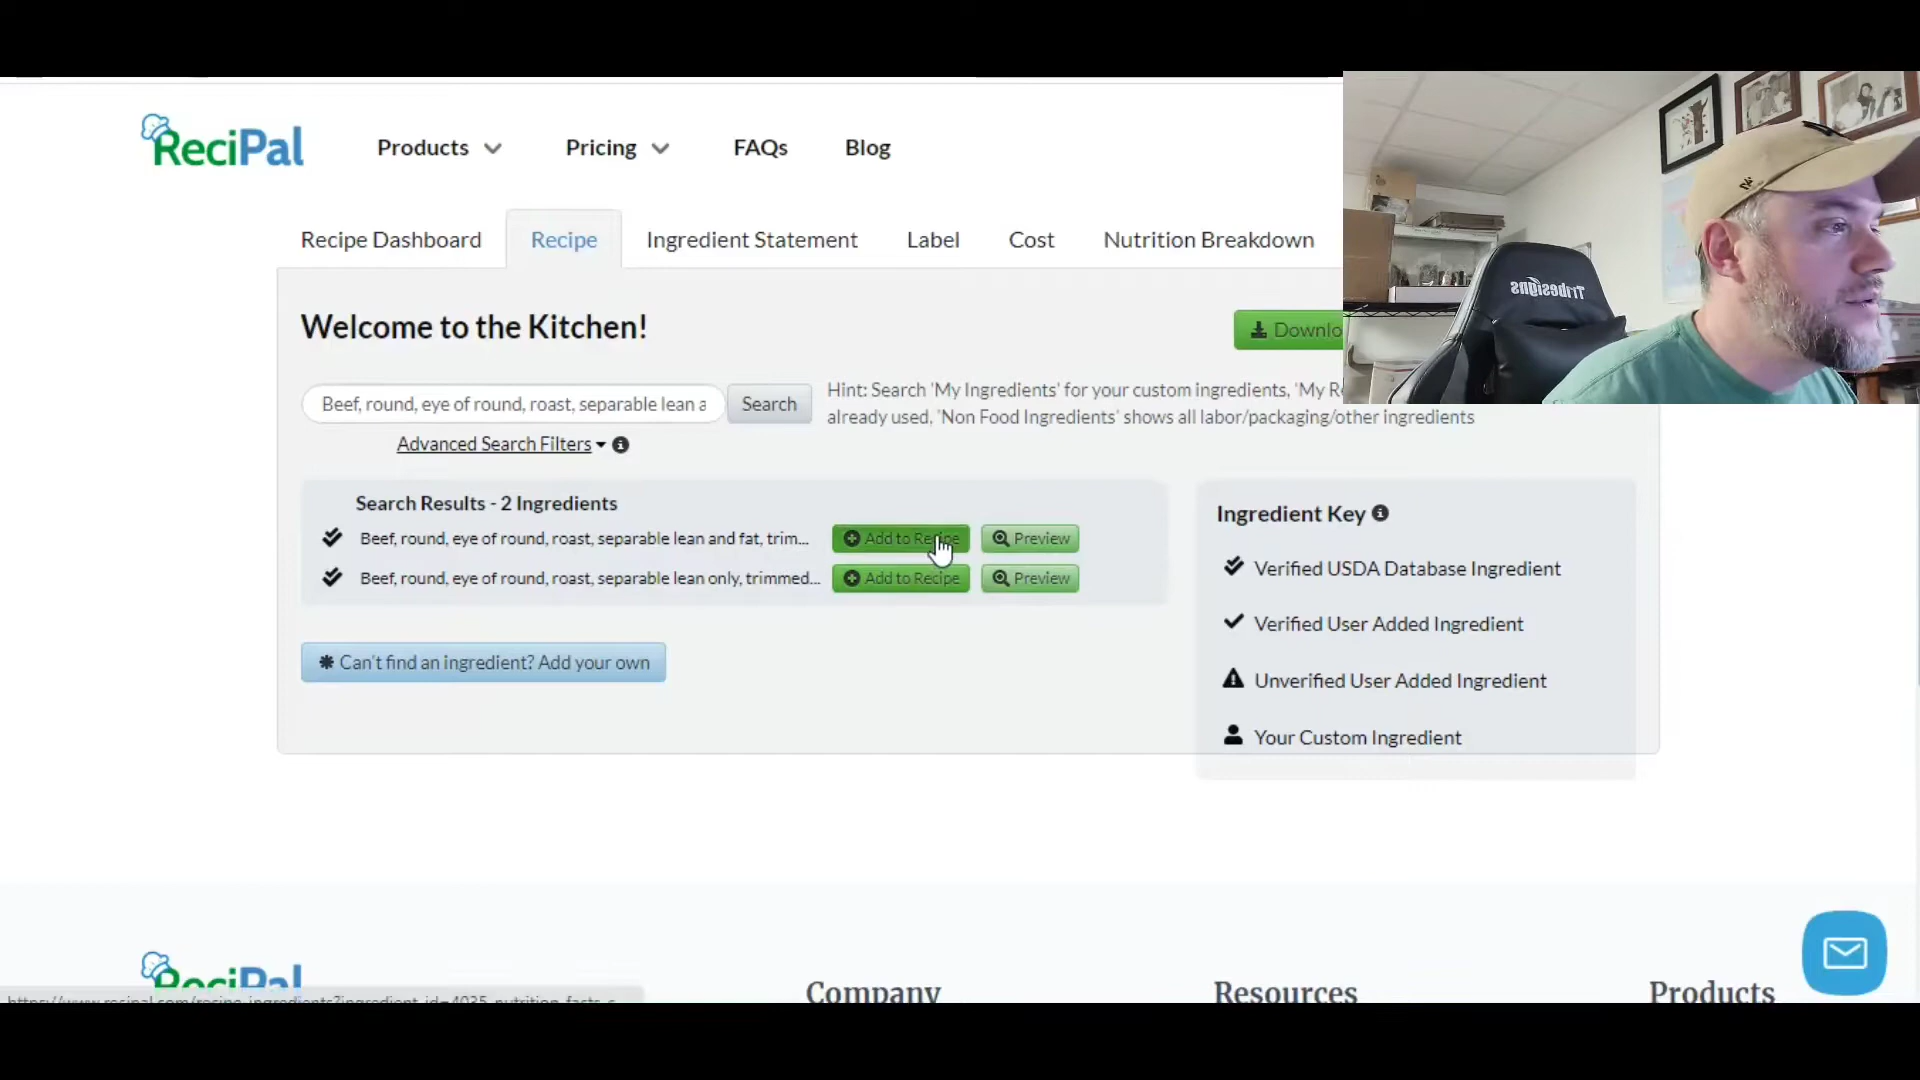 ReciPal
Products
Pricing
FAQs
Blog
Recipe Dashboard
Recipe
Ingredient Statement
Label
Cost
Nutrition Breakdown
Welcome to the Kitchen!
Downlo
Beef, round, eye of round, roast, separable lean a
Search
Hint: Search 'My Ingredients' for your custom ingredients, 'My R
already used, 'Non Food Ingredients' shows all labor/packaging/other ingredients
Advanced Search Filters
Search Results - 2 Ingredients
Beef, round, eye of round, roast, separable lean and fat, trim...
Add to Recipe
Preview
Beef, round, eye of round, roast, separable lean only, trimmed...
Add to Recipe
Preview
Can't find an ingredient? Add your own
Ingredient Key
Verified USDA Database Ingredient
Verified User Added Ingredient
Unverified User Added Ingredient
Your Custom Ingredient
Tribesigns
ReciPal
Company
Resources
Products